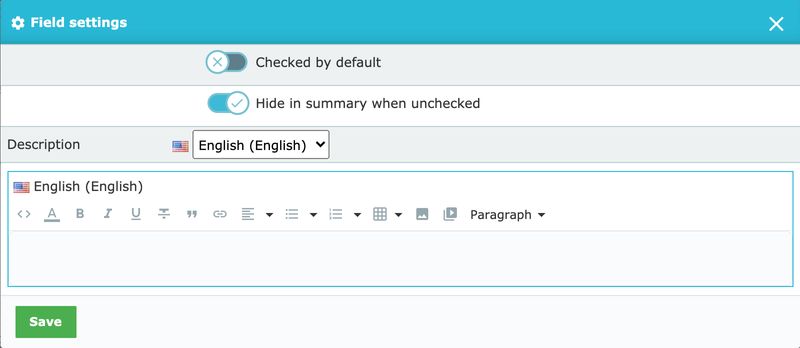 Field settings
Checked by default
Hide in summary when unchecked
Description English (English)
English (English)
A B I U Paragraph
Save